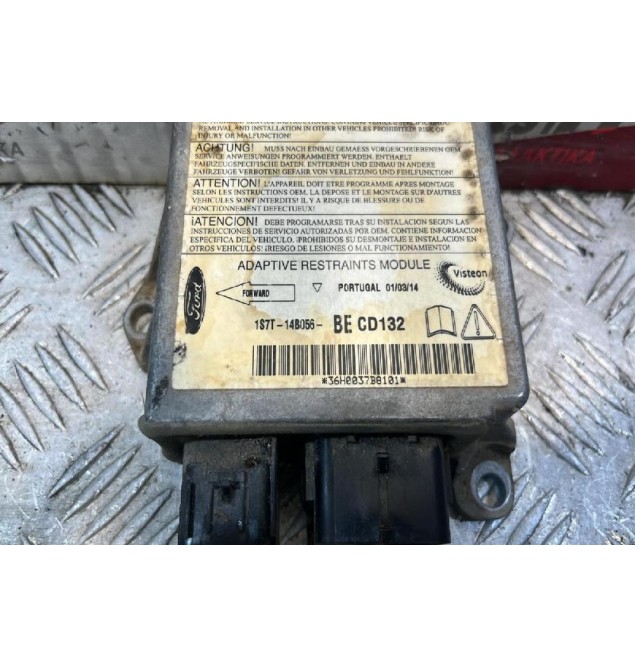 REMOVAL AND INSTALLATION IN OTHER VEHICLES PROHIBITED! RISK OF
INJURY OR MALFUNCTION!
ACHTUNG! MUSS NACH EINBAU GEMAESS VORGESCHRIEBENEN OEM
SERVICE ANWEISUNGEN PROGRAMMIERT WERDEN. ENTHAELT
FAHRZEUGSPEZIFISCHE DATEN. ENTFERNEN UND EINBAU IN ANDERE
FAHRZEUGE VERBOTEN! GEFAHR VON VERLETZUNG UND FEHLFUNKTION!
ATTENTION! L'APPAREIL DOIT ETRE PROGRAMME APRES MONTAGE
SELON LES INSTRUCTIONS OEM. LA DEPOSE ET LE MONTAGE SUR D'AUTRES
VEHICULES SONT INTERDITS! IL Y A RISQUE DE BLESSURE OU DE
FONCTIONNEMENT DEFECTUEUX!
¡ATENCION! DEBE PROGRAMARSE TRAS SU INSTALACION SEGUN LAS
INSTRUCCIONES DE SERVICIO AUTORIZADAS POR OEM. CONTIENE INFORMACION
ESPECIFICA DEL VEHICULO. ¡PROHIBIDOS SU DESMONTAJE E INSTALACION EN
OTROS VEHICULOS! ¡RIESGO DE LESIONES O MAL FUNCIONAMIENTO!
ADAPTIVE RESTRAINTS MODULE
Visteon
Ford
FORWARD
PORTUGAL 01/03/14
1S7T-14B056- BE CD132
*36H0037B8101*